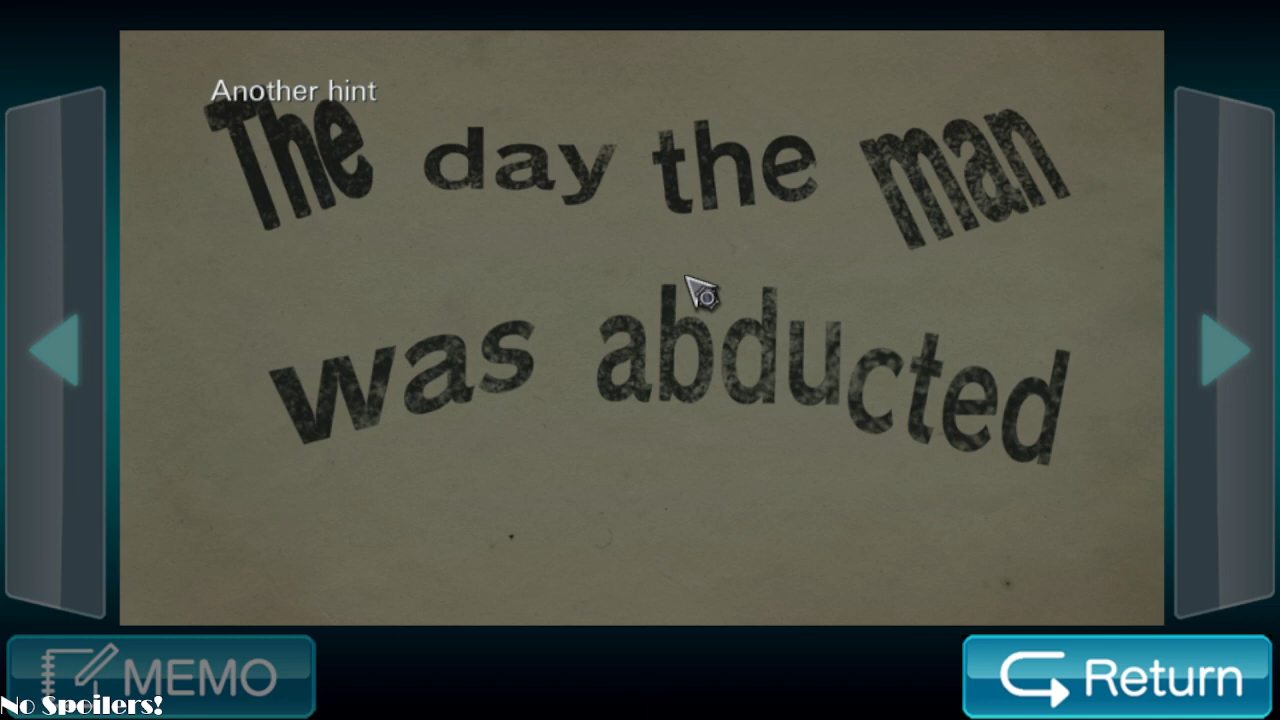 Another hint
The day the man
was abducted
MEMO
Return
No Spoilers!